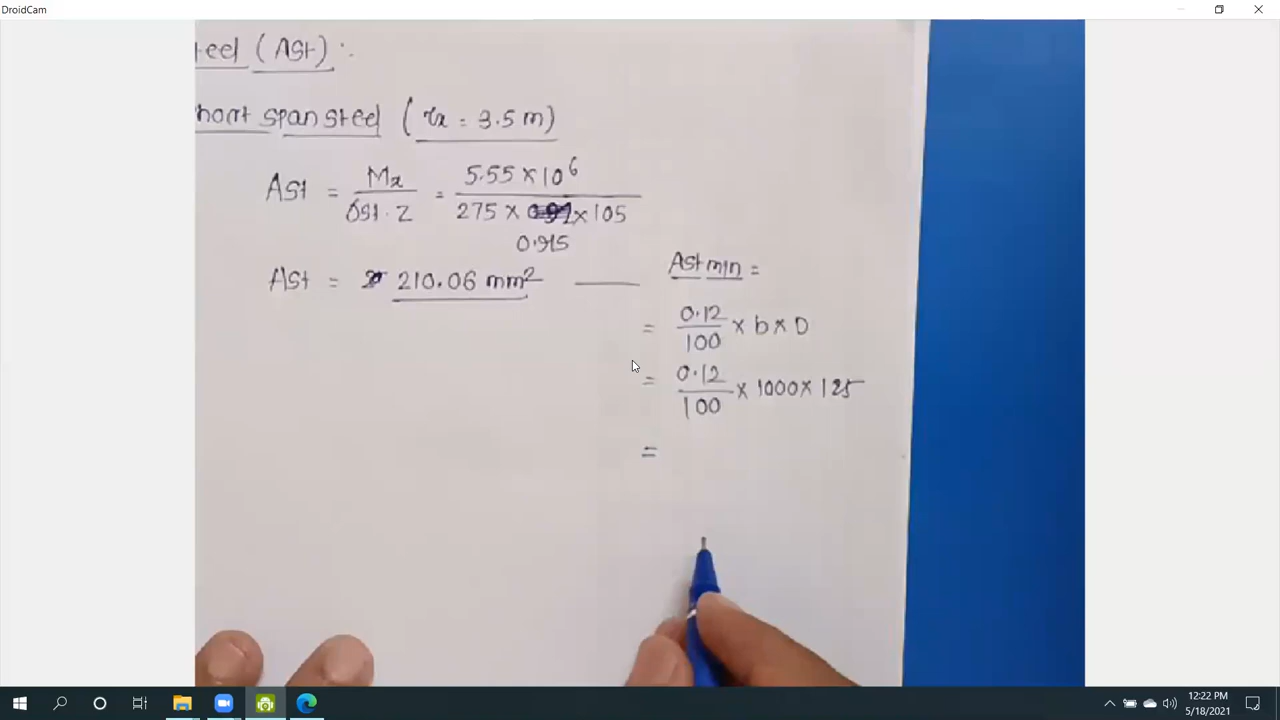 DroidCam
teel (Ast) :
hort span steel ( lx = 3.5 m)
Ast = Mx / σst . z = 5.55 × 10^6 / 275 × × 105
0.915
Ast = 210.06 mm²
Ast min =
= 0.12 / 100 × b × D
= 0.12 / 100 × 1000 × 125
=
12:22 PM
5/18/2021